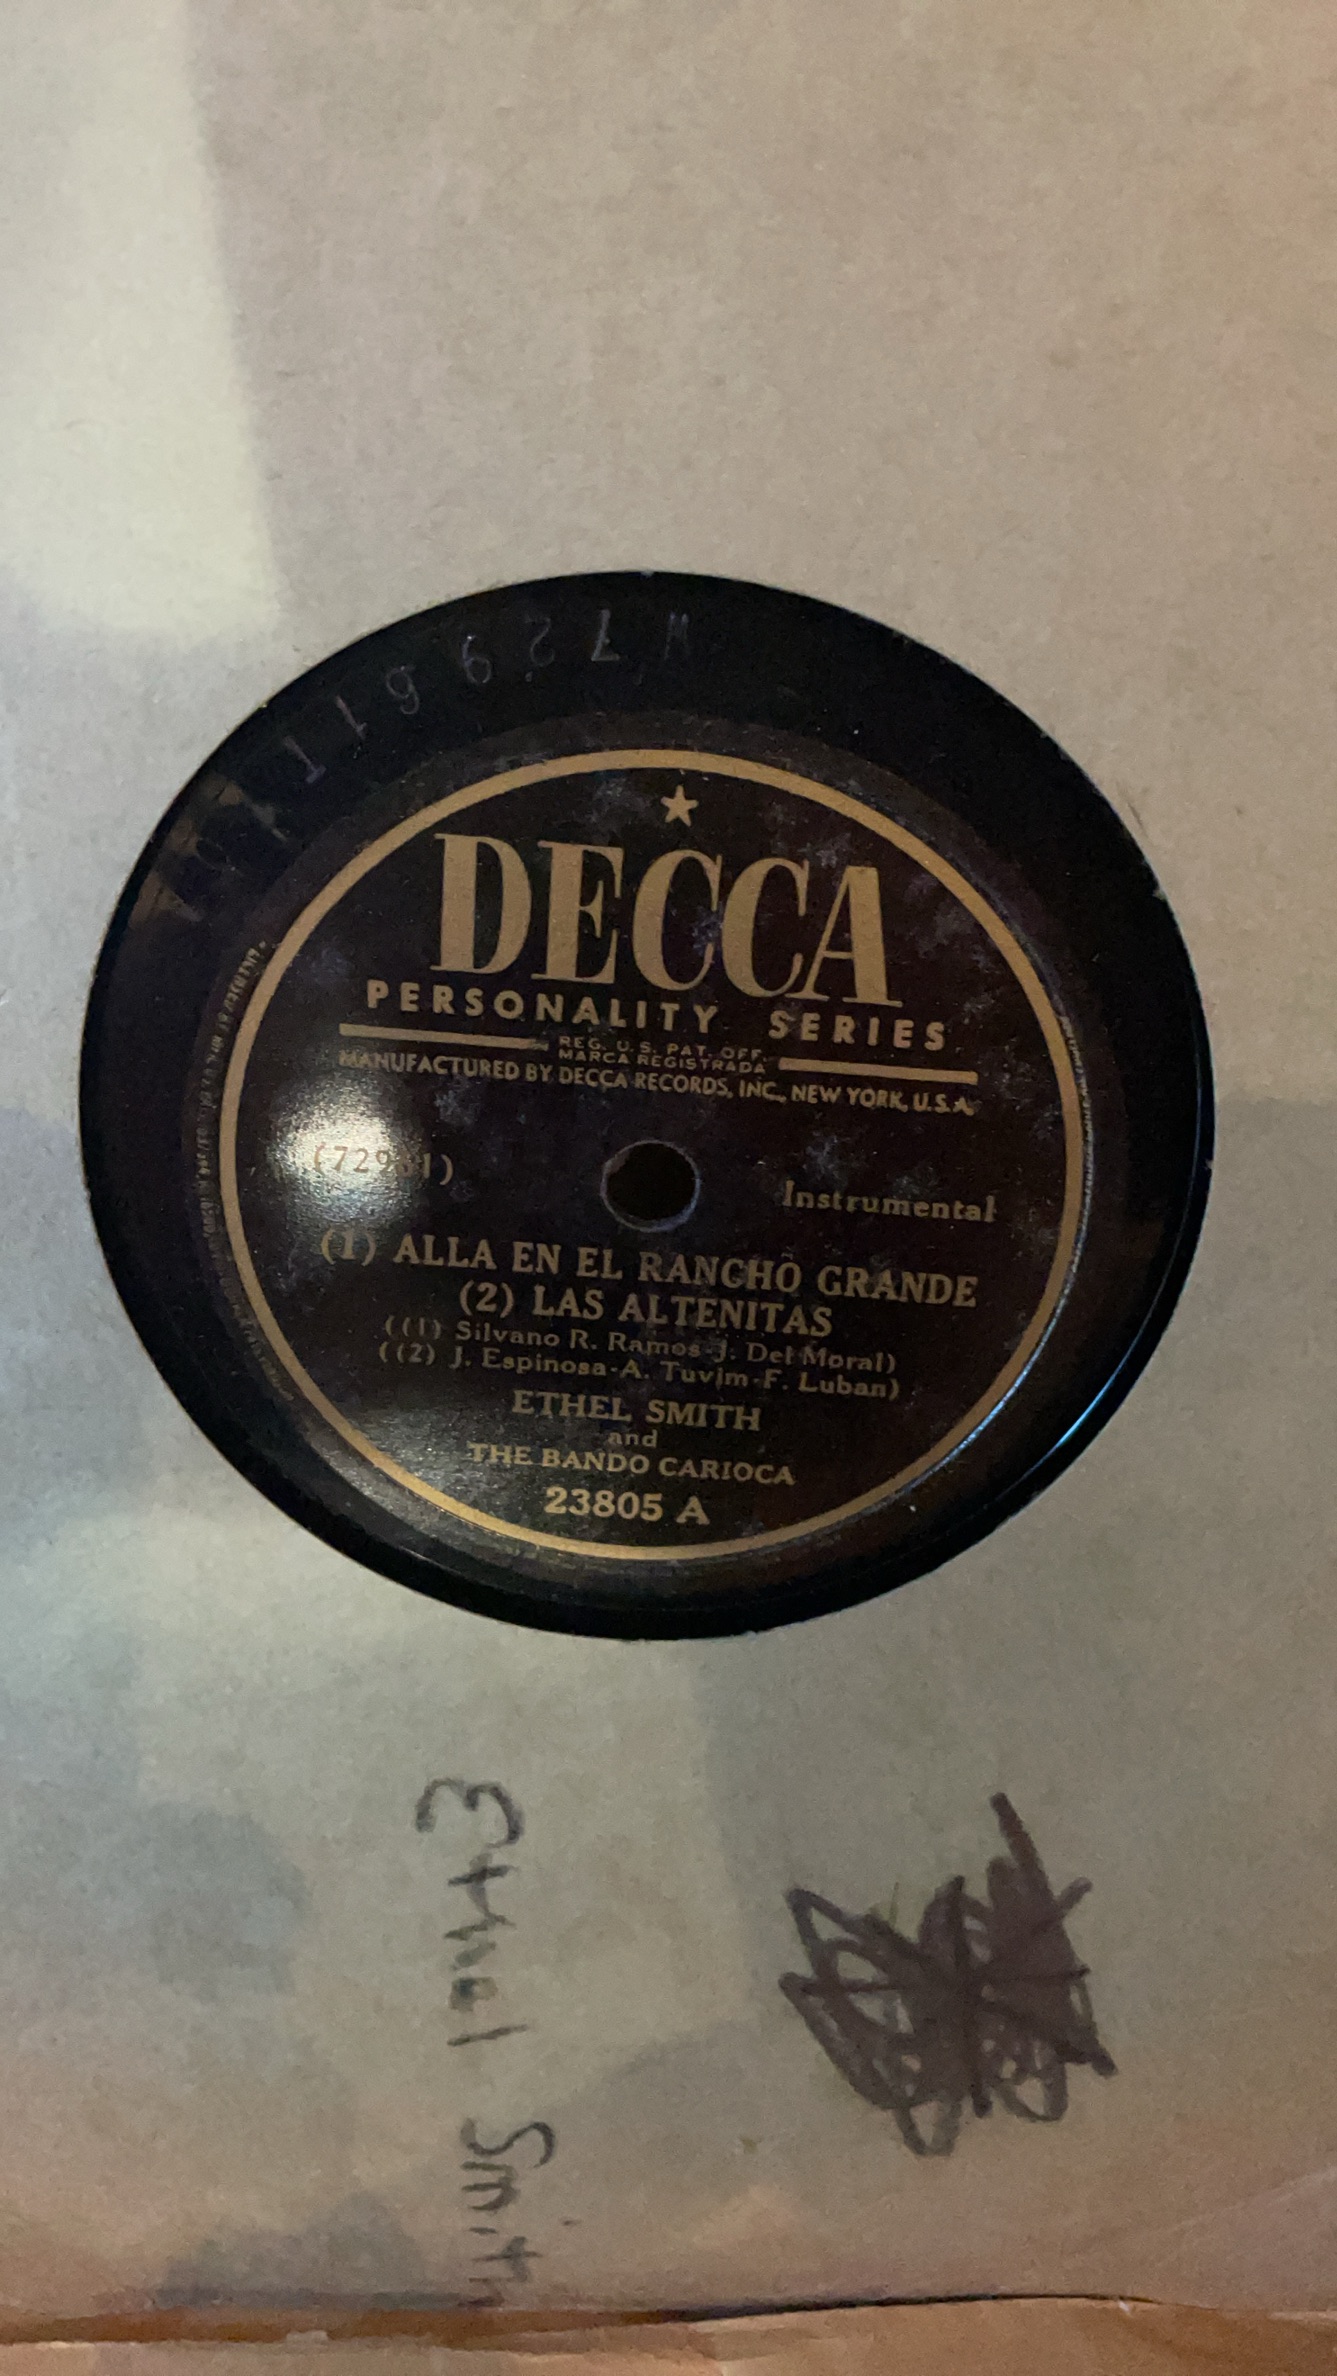 W 72961
DECCA
PERSONALITY SERIES
REG. U.S. PAT. OFF.
MARCA REGISTRADA
MANUFACTURED BY DECCA RECORDS, INC., NEW YORK, U.S.A.
Instrumental
(1) ALLA EN EL RANCHO GRANDE
(2) LAS ALTENITAS
((1) Silvano R. Ramos-J. Del Moral)
((2) J. Espinosa-A. Tuvim-F. Luban)
ETHEL SMITH
and
THE BANDO CARIOCA
23805 A
Ethel Smith